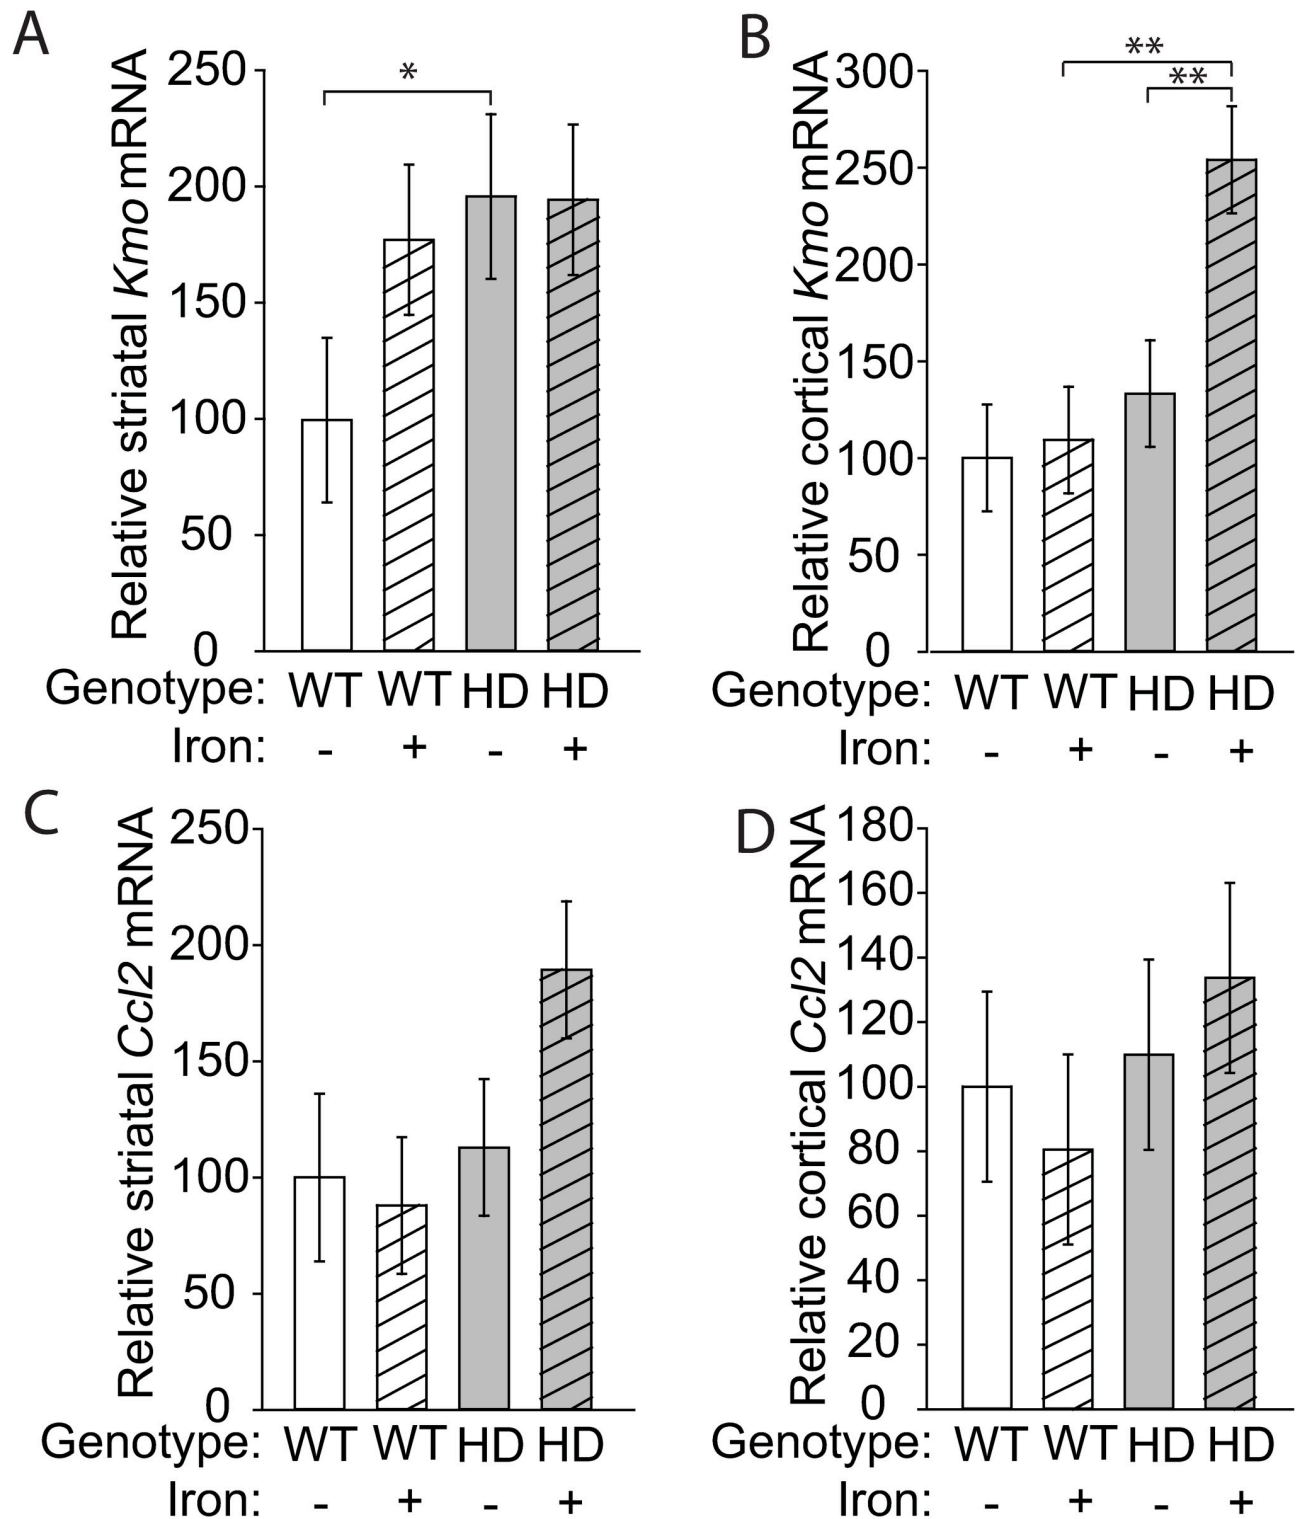 A
Relative striatal Kmo mRNA
250
200
150
100
50
0
*
Genotype: WT WT HD HD
Iron: - + - +
B
Relative cortical Kmo mRNA
300
250
200
150
100
50
0
**
**
Genotype: WT WT HD HD
Iron: - + - +
C
Relative striatal Ccl2 mRNA
250
200
150
100
50
0
Genotype: WT WT HD HD
Iron: - + - +
D
Relative cortical Ccl2 mRNA
180
160
140
120
100
80
60
40
20
0
Genotype: WT WT HD HD
Iron: - + - +